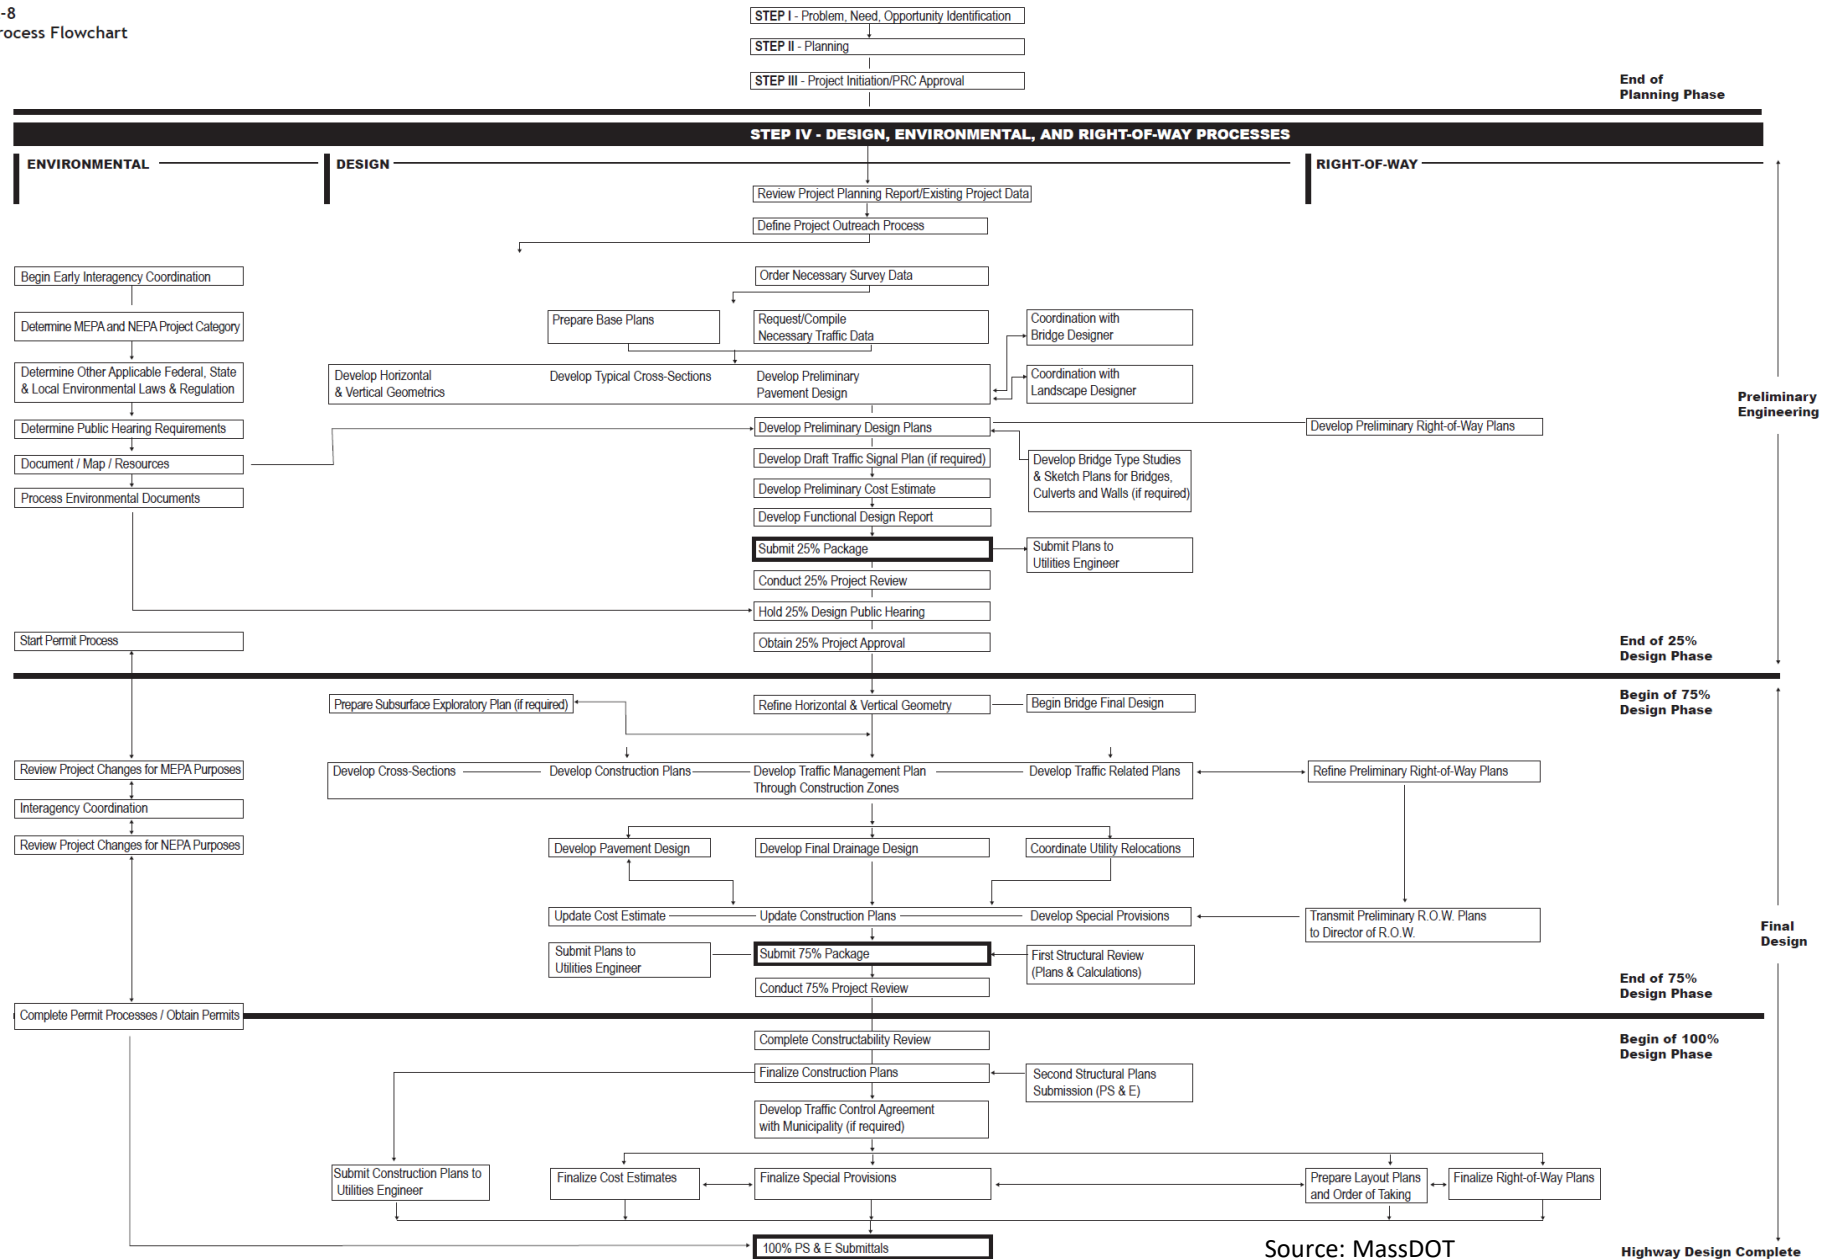 -8
rocess Flowchart
STEP I - Problem, Need, Opportunity Identification
STEP II - Planning
STEP III - Project Initiation/PRC Approval
End of
Planning Phase
STEP IV - DESIGN, ENVIRONMENTAL, AND RIGHT-OF-WAY PROCESSES
ENVIRONMENTAL
DESIGN
RIGHT-OF-WAY
Review Project Planning Report/Existing Project Data
Define Project Outreach Process
Begin Early Interagency Coordination
Order Necessary Survey Data
Determine MEPA and NEPA Project Category
Prepare Base Plans
Request/Compile
Necessary Traffic Data
Coordination with
Bridge Designer
Determine Other Applicable Federal, State
& Local Environmental Laws & Regulation
Develop Horizontal
& Vertical Geometrics
Develop Typical Cross-Sections
Develop Preliminary
Pavement Design
Coordination with
Landscape Designer
Preliminary
Engineering
Determine Public Hearing Requirements
Develop Preliminary Design Plans
Develop Preliminary Right-of-Way Plans
Document / Map / Resources
Develop Draft Traffic Signal Plan (if required)
Develop Bridge Type Studies
& Sketch Plans for Bridges,
Culverts and Walls (if required)
Process Environmental Documents
Develop Preliminary Cost Estimate
Develop Functional Design Report
Submit 25% Package
Submit Plans to
Utilities Engineer
Conduct 25% Project Review
Hold 25% Design Public Hearing
Start Permit Process
Obtain 25% Project Approval
End of 25%
Design Phase
Prepare Subsurface Exploratory Plan (if required)
Refine Horizontal & Vertical Geometry
Begin Bridge Final Design
Begin of 75%
Design Phase
Review Project Changes for MEPA Purposes
Develop Cross-Sections
Develop Construction Plans
Develop Traffic Management Plan
Through Construction Zones
Develop Traffic Related Plans
Refine Preliminary Right-of-Way Plans
Interagency Coordination
Review Project Changes for NEPA Purposes
Develop Pavement Design
Develop Final Drainage Design
Coordinate Utility Relocations
Update Cost Estimate
Update Construction Plans
Develop Special Provisions
Transmit Preliminary R.O.W. Plans
to Director of R.O.W.
Final
Design
Submit Plans to
Utilities Engineer
Submit 75% Package
First Structural Review
(Plans & Calculations)
Conduct 75% Project Review
End of 75%
Design Phase
Complete Permit Processes / Obtain Permits
Complete Constructability Review
Begin of 100%
Design Phase
Finalize Construction Plans
Second Structural Plans
Submission (PS & E)
Develop Traffic Control Agreement
with Municipality (if required)
Submit Construction Plans to
Utilities Engineer
Finalize Cost Estimates
Finalize Special Provisions
Prepare Layout Plans
and Order of Taking
Finalize Right-of-Way Plans
100% PS & E Submittals
Source: MassDOT
Highway Design Complete